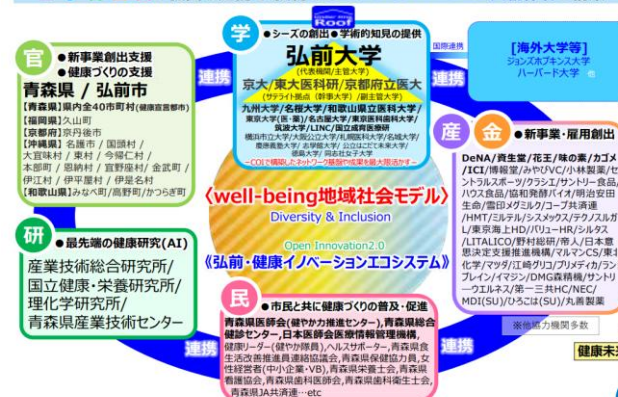 Roof
学
●シーズの創出 ●学術的知見の提供
弘前大学
(代表機関/主管大学)
京大/東大医科研/京都府立医大
(サテライト拠点(幹事大学)/副主管大学)
九州大学/名桜大学/和歌山県立医科大学/
東京大学(医・薬)/名古屋大学/東京医科歯科大学/
筑波大学/LINC/国立成育医療研
横浜市立大学/大阪公立大学/札幌医科大学/名城大学/
慶應義塾大学/志學館大学/公立はこだて未来大学/
徳島大学/同志社女子大学
ーCOIで構築したネットワーク基盤や成果を最大限活かすー
官
●新事業創出支援
●健康づくりの支援
青森県 / 弘前市
【青森県】県内全40市町村(健康宣言都市)
【福岡県】久山町
【京都府】京丹後市
【沖縄県】名護市 / 国頭村 /
大宜味村 / 東村 / 今帰仁村 /
本部町 / 恩納村 / 宜野座村 / 金武町 /
伊江村 / 伊平屋村 / 伊是名村
【和歌山県】みなべ町/高野町/かつらぎ町
連携
連携
国際連携
[海外大学等]
ジョンズホプキンス大学
ハーバード大学 他
産 金
●新事業・雇用創出
DeNA/資生堂/花王/味の素/カゴメ
/ICI/博報堂/みやびVC/小林製薬/セ
ントラルスポーツ/クラシエ/サントリー食品/
ハウス食品/協和発酵バイオ/明治安田
生命/雪印メグミルク/コープ共済連
/HMT/ミルテル/シスメックス/テクノスルガ
L/東京海上HD/バリューHR/シルタス
/LITALICO/野村総研/帝人/日本意
思決定支援推進機構/マルマンCS/東北
化学/マツダ/江崎グリコ/プリメディカ/ラン
ブレイン/イマジン/DMG森精機/サントリ
ーウエルネス/第一三共HC/NEC/
MDI(SU)/ひろこは(SU)/丸善製薬
〈well-being地域社会モデル〉
Diversity & Inclusion
Open Innovation2.0
《弘前・健康イノベーションエコシステム》
研
●最先端の健康研究(AI)
産業技術総合研究所/
国立健康・栄養研究所/
理化学研究所/
青森県産業技術センター
連携
連携
民
●市民と共に健康づくりの普及・促進
青森県医師会(健やか力推進センター),青森県総合
健診センター,日本医師会医療情報管理機構,
健康リーダー(健やか隊員),ヘルスサポーター,青森県食
生活改善推進員連絡協議会,青森県保健協力員,女
性経営者(中小企業・VB),青森県栄養士会,青森県
看護協会,青森県歯科医師会,青森県歯科衛生士会,
青森県JA共済連…etc
※他協力機関多数
健康未